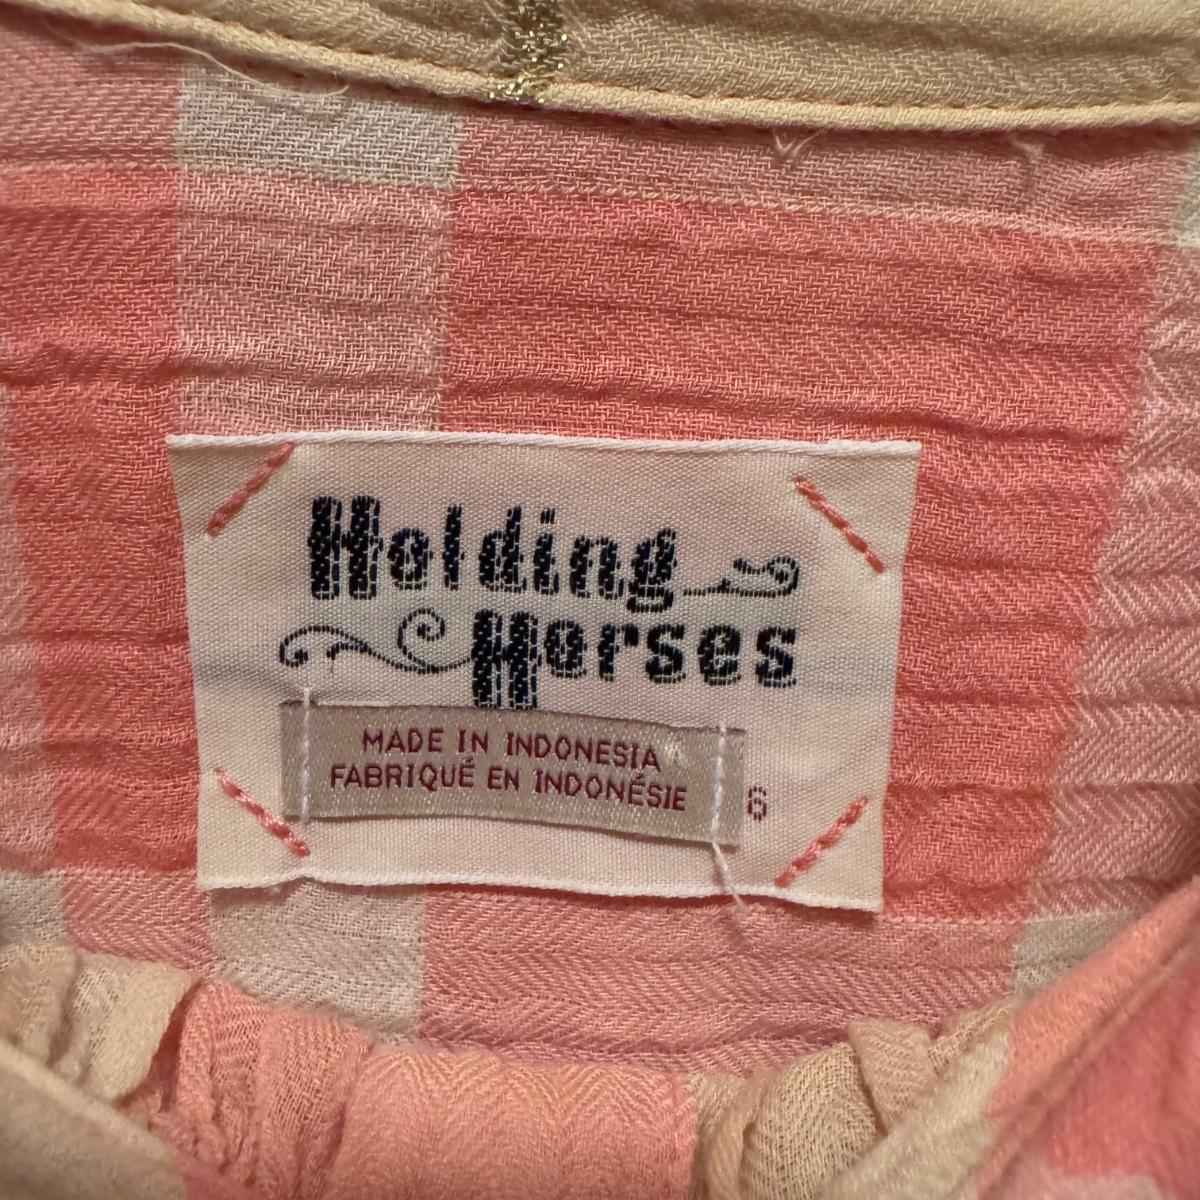 Holding
Horses
MADE IN INDONESIA
FABRIQUÉ EN INDONÉSIE
6